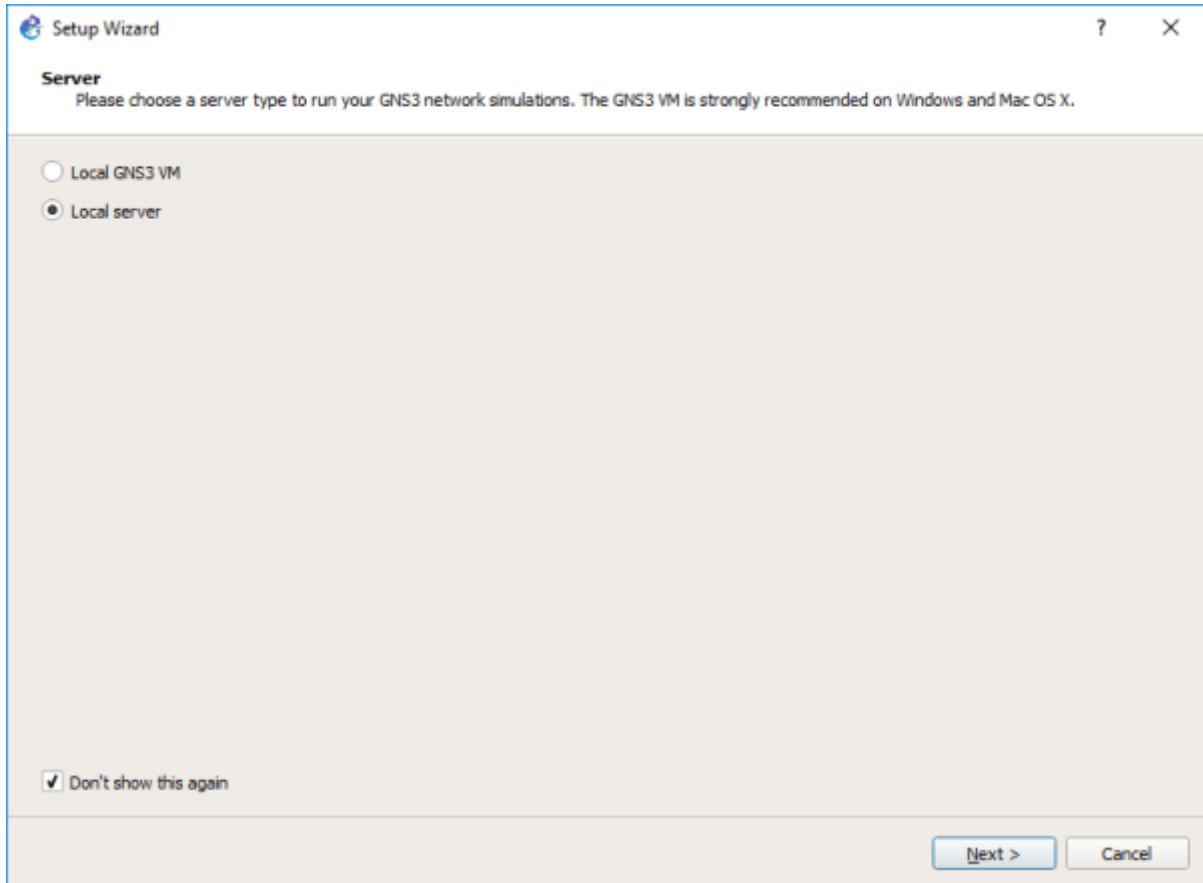 Setup Wizard
?
Server
Please choose a server type to run your GNS3 network simulations. The GNS3 VM is strongly recommended on Windows and Mac OS X.
Local GNS3 VM
Local server
Don't show this again
Next >
Cancel